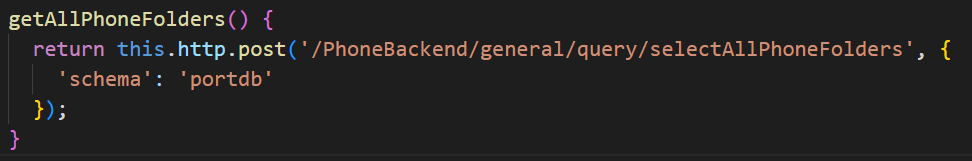 getAllPhoneFolders() {
  return this.http.post('/PhoneBackend/general/query/selectAllPhoneFolders', {
    'schema': 'portdb'
  });
}